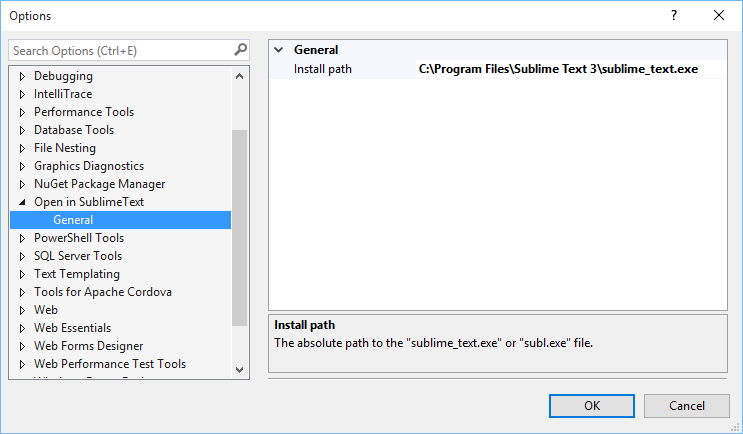 Options
?
Search Options (Ctrl+E)
Debugging
IntelliTrace
Performance Tools
Database Tools
File Nesting
Graphics Diagnostics
NuGet Package Manager
Open in SublimeText
General
PowerShell Tools
SQL Server Tools
Text Templating
Tools for Apache Cordova
Web
Web Essentials
Web Forms Designer
Web Performance Test Tools
General
Install path C:\Program Files\Sublime Text 3\sublime_text.exe
Install path
The absolute path to the "sublime_text.exe" or "subl.exe" file.
OK Cancel